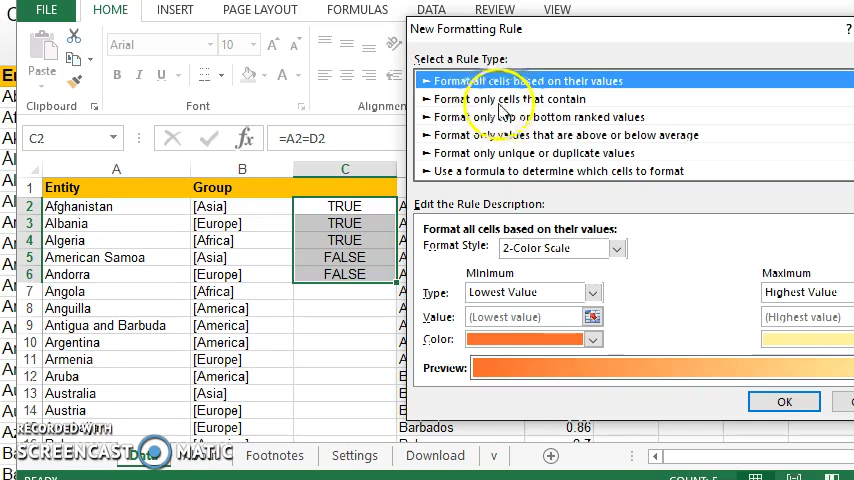 FILE HOME INSERT PAGE LAYOUT FORMULAS DATA REVIEW VIEW
Paste
Arial 10
B I U
Font
Alignment
C2 =A2=D2
A B C
1 Entity Group
2 Afghanistan [Asia] TRUE
3 Albania [Europe] TRUE
4 Algeria [Africa] TRUE
5 American Samoa [Asia] FALSE
6 Andorra [Europe] FALSE
7 Angola [Africa]
8 Anguilla [America]
9 Antigua and Barbuda [America]
10 Argentina [America]
11 Armenia [Europe]
12 Aruba [America]
13 Australia [Asia]
14 Austria [Europe]
Barbados 0.86
Data Footnotes Settings Download v
READY COUNT: 5
New Formatting Rule ?
Select a Rule Type:
► Format all cells based on their values
► Format only cells that contain
► Format only top or bottom ranked values
► Format only values that are above or below average
► Format only unique or duplicate values
► Use a formula to determine which cells to format
Edit the Rule Description:
Format all cells based on their values:
Format Style: 2-Color Scale
Minimum Maximum
Type: Lowest Value Highest Value
Value: (Lowest value) (Highest value)
Color:
Preview:
OK
RECORDED WITH
SCREENCAST MATIC